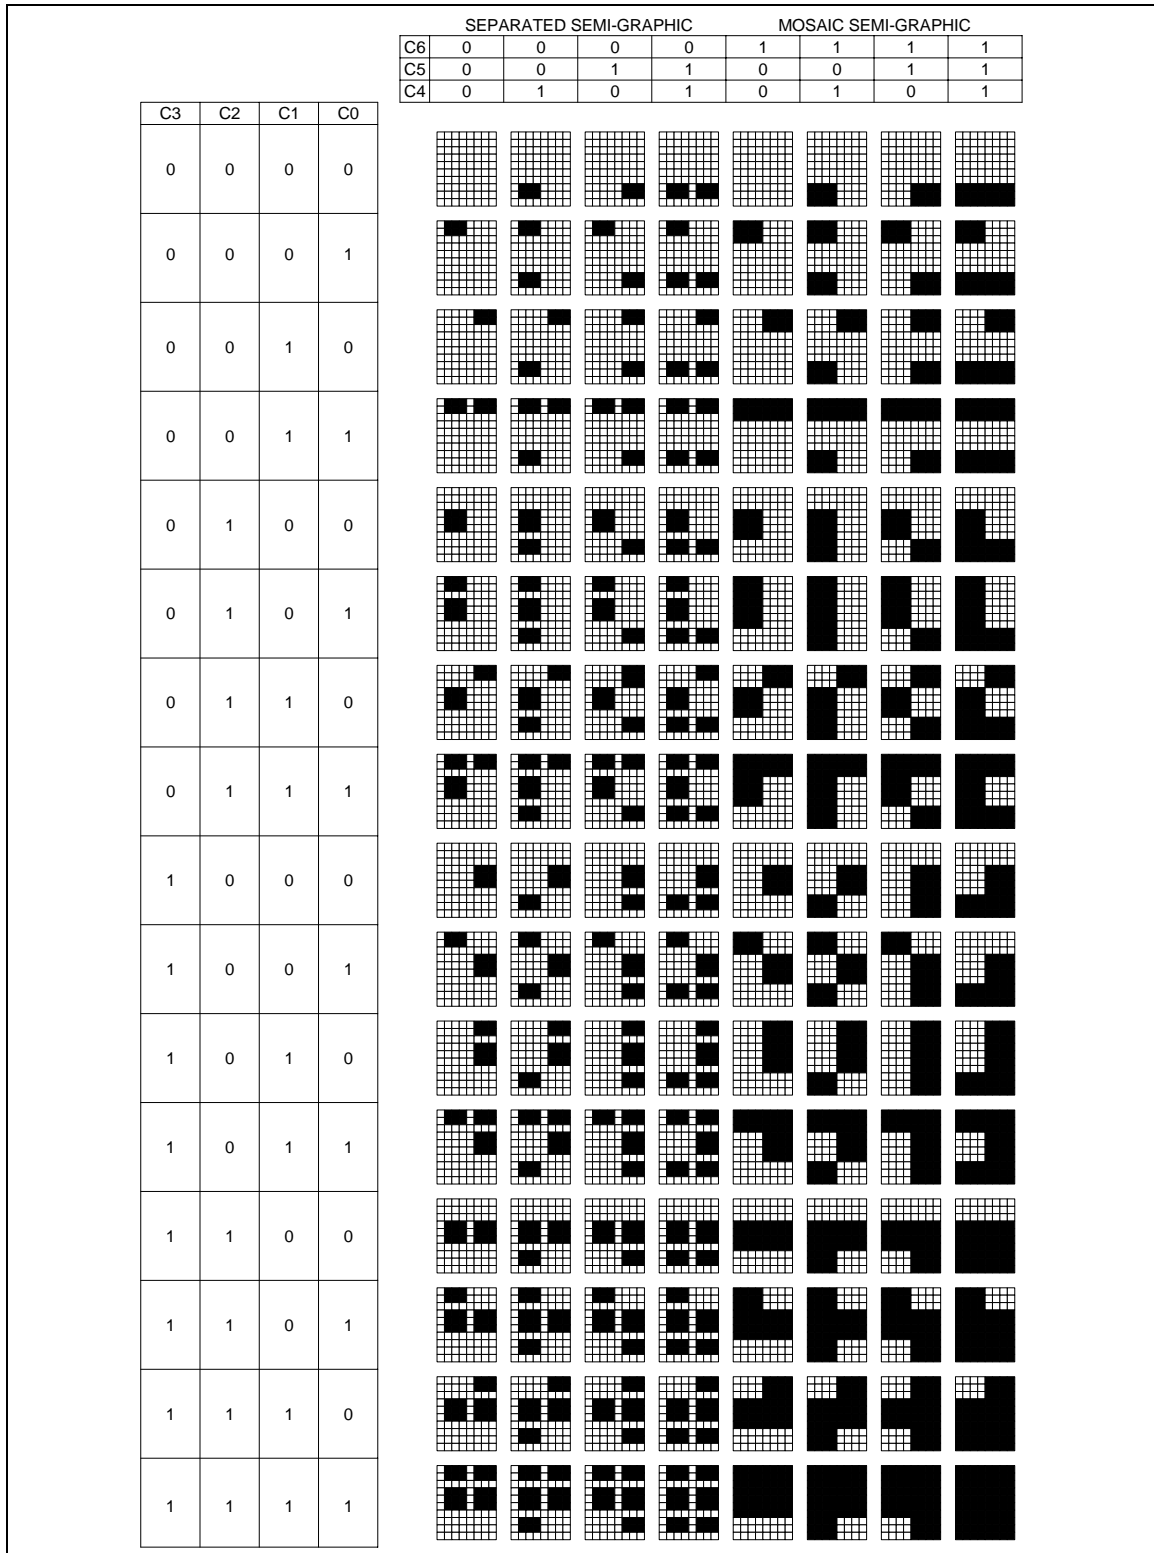 SEPARATED SEMI-GRAPHIC MOSAIC SEMI-GRAPHIC
C6 0 0 0 0 1 1 1 1
C5 0 0 1 1 0 0 1 1
C4 0 1 0 1 0 1 0 1
C3 C2 C1 C0
0 0 0 0
0 0 0 1
0 0 1 0
0 0 1 1
0 1 0 0
0 1 0 1
0 1 1 0
0 1 1 1
1 0 0 0
1 0 0 1
1 0 1 0
1 0 1 1
1 1 0 0
1 1 0 1
1 1 1 0
1 1 1 1